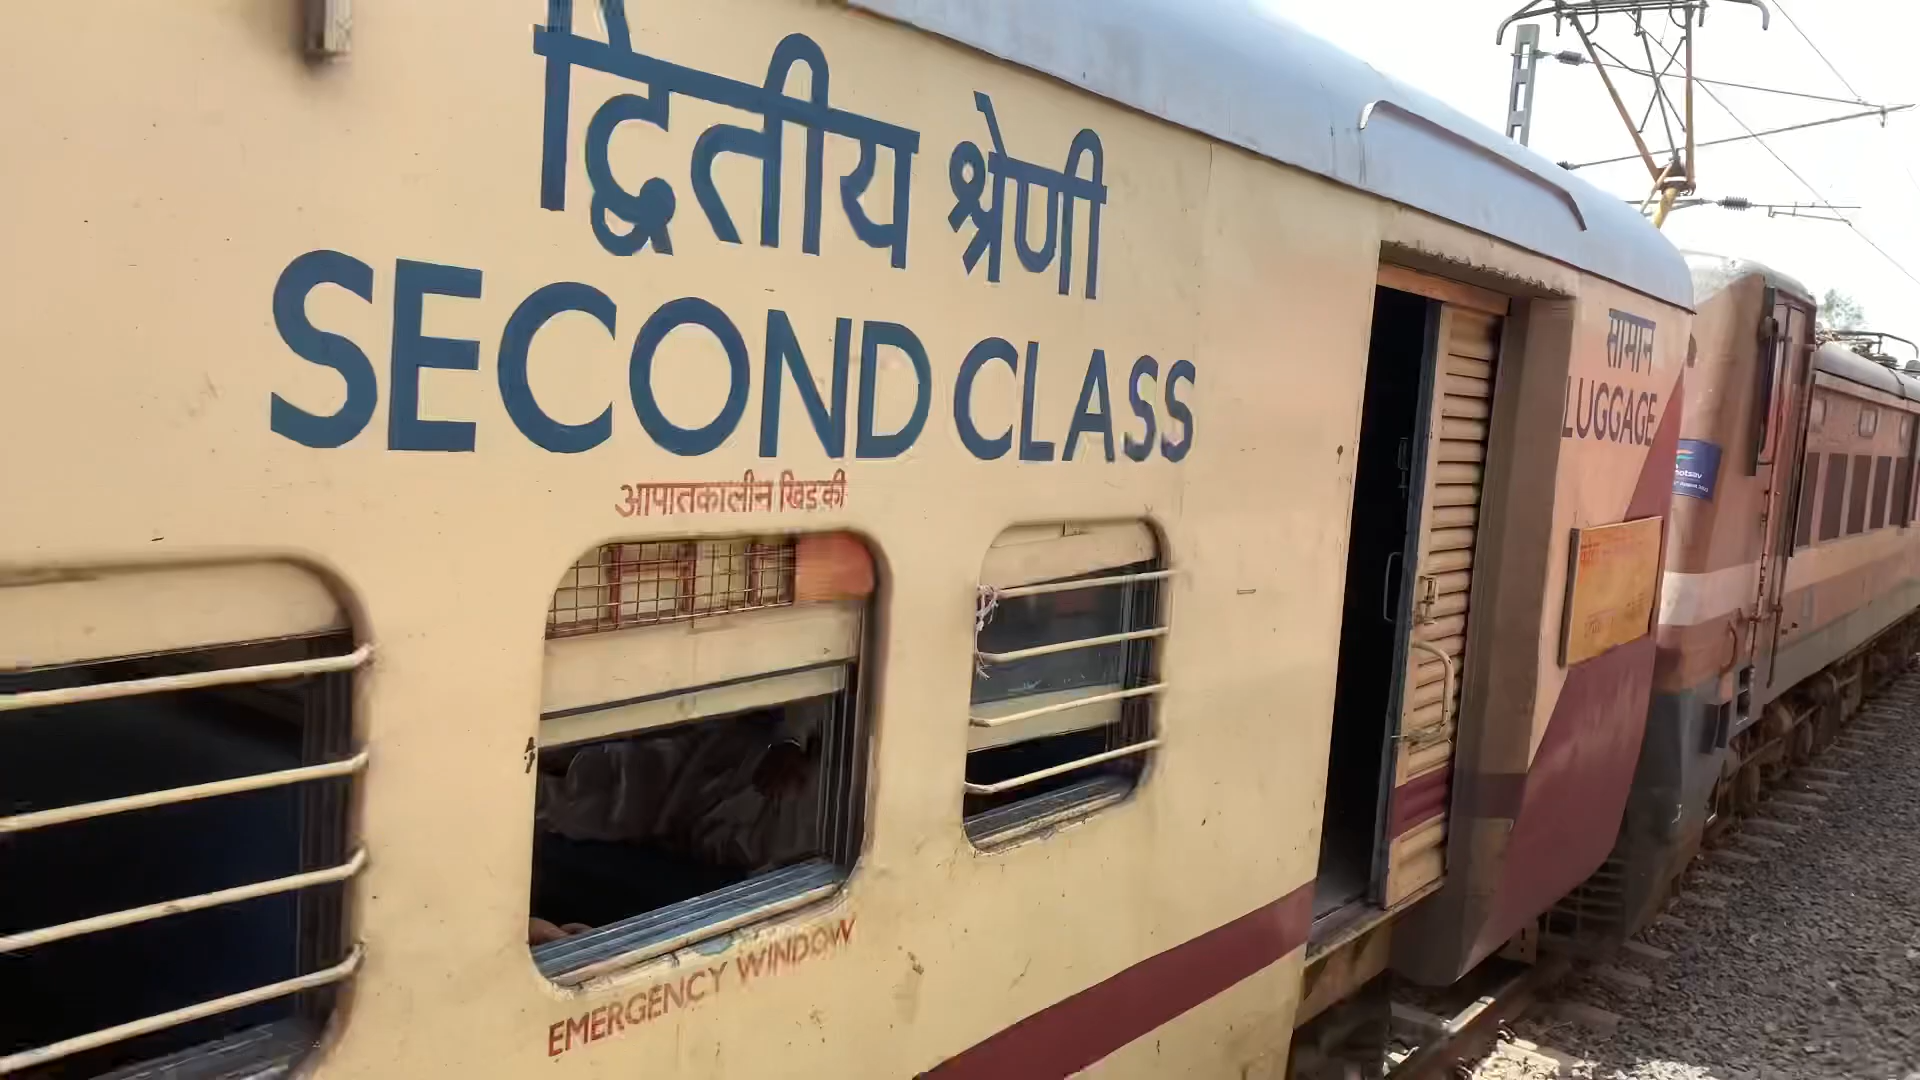 द्वितीय श्रेणी
SECOND CLASS
आपातकालीन खिड़की
EMERGENCY WINDOW
सामान
LUGGAGE